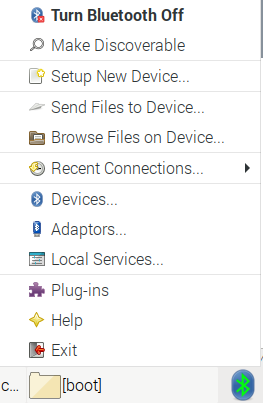 Turn Bluetooth Off
Make Discoverable
Setup New Device...
Send Files to Device...
Browse Files on Device...
Recent Connections...
Devices...
Adaptors...
Local Services...
Plug-ins
Help
Exit
c... [boot]